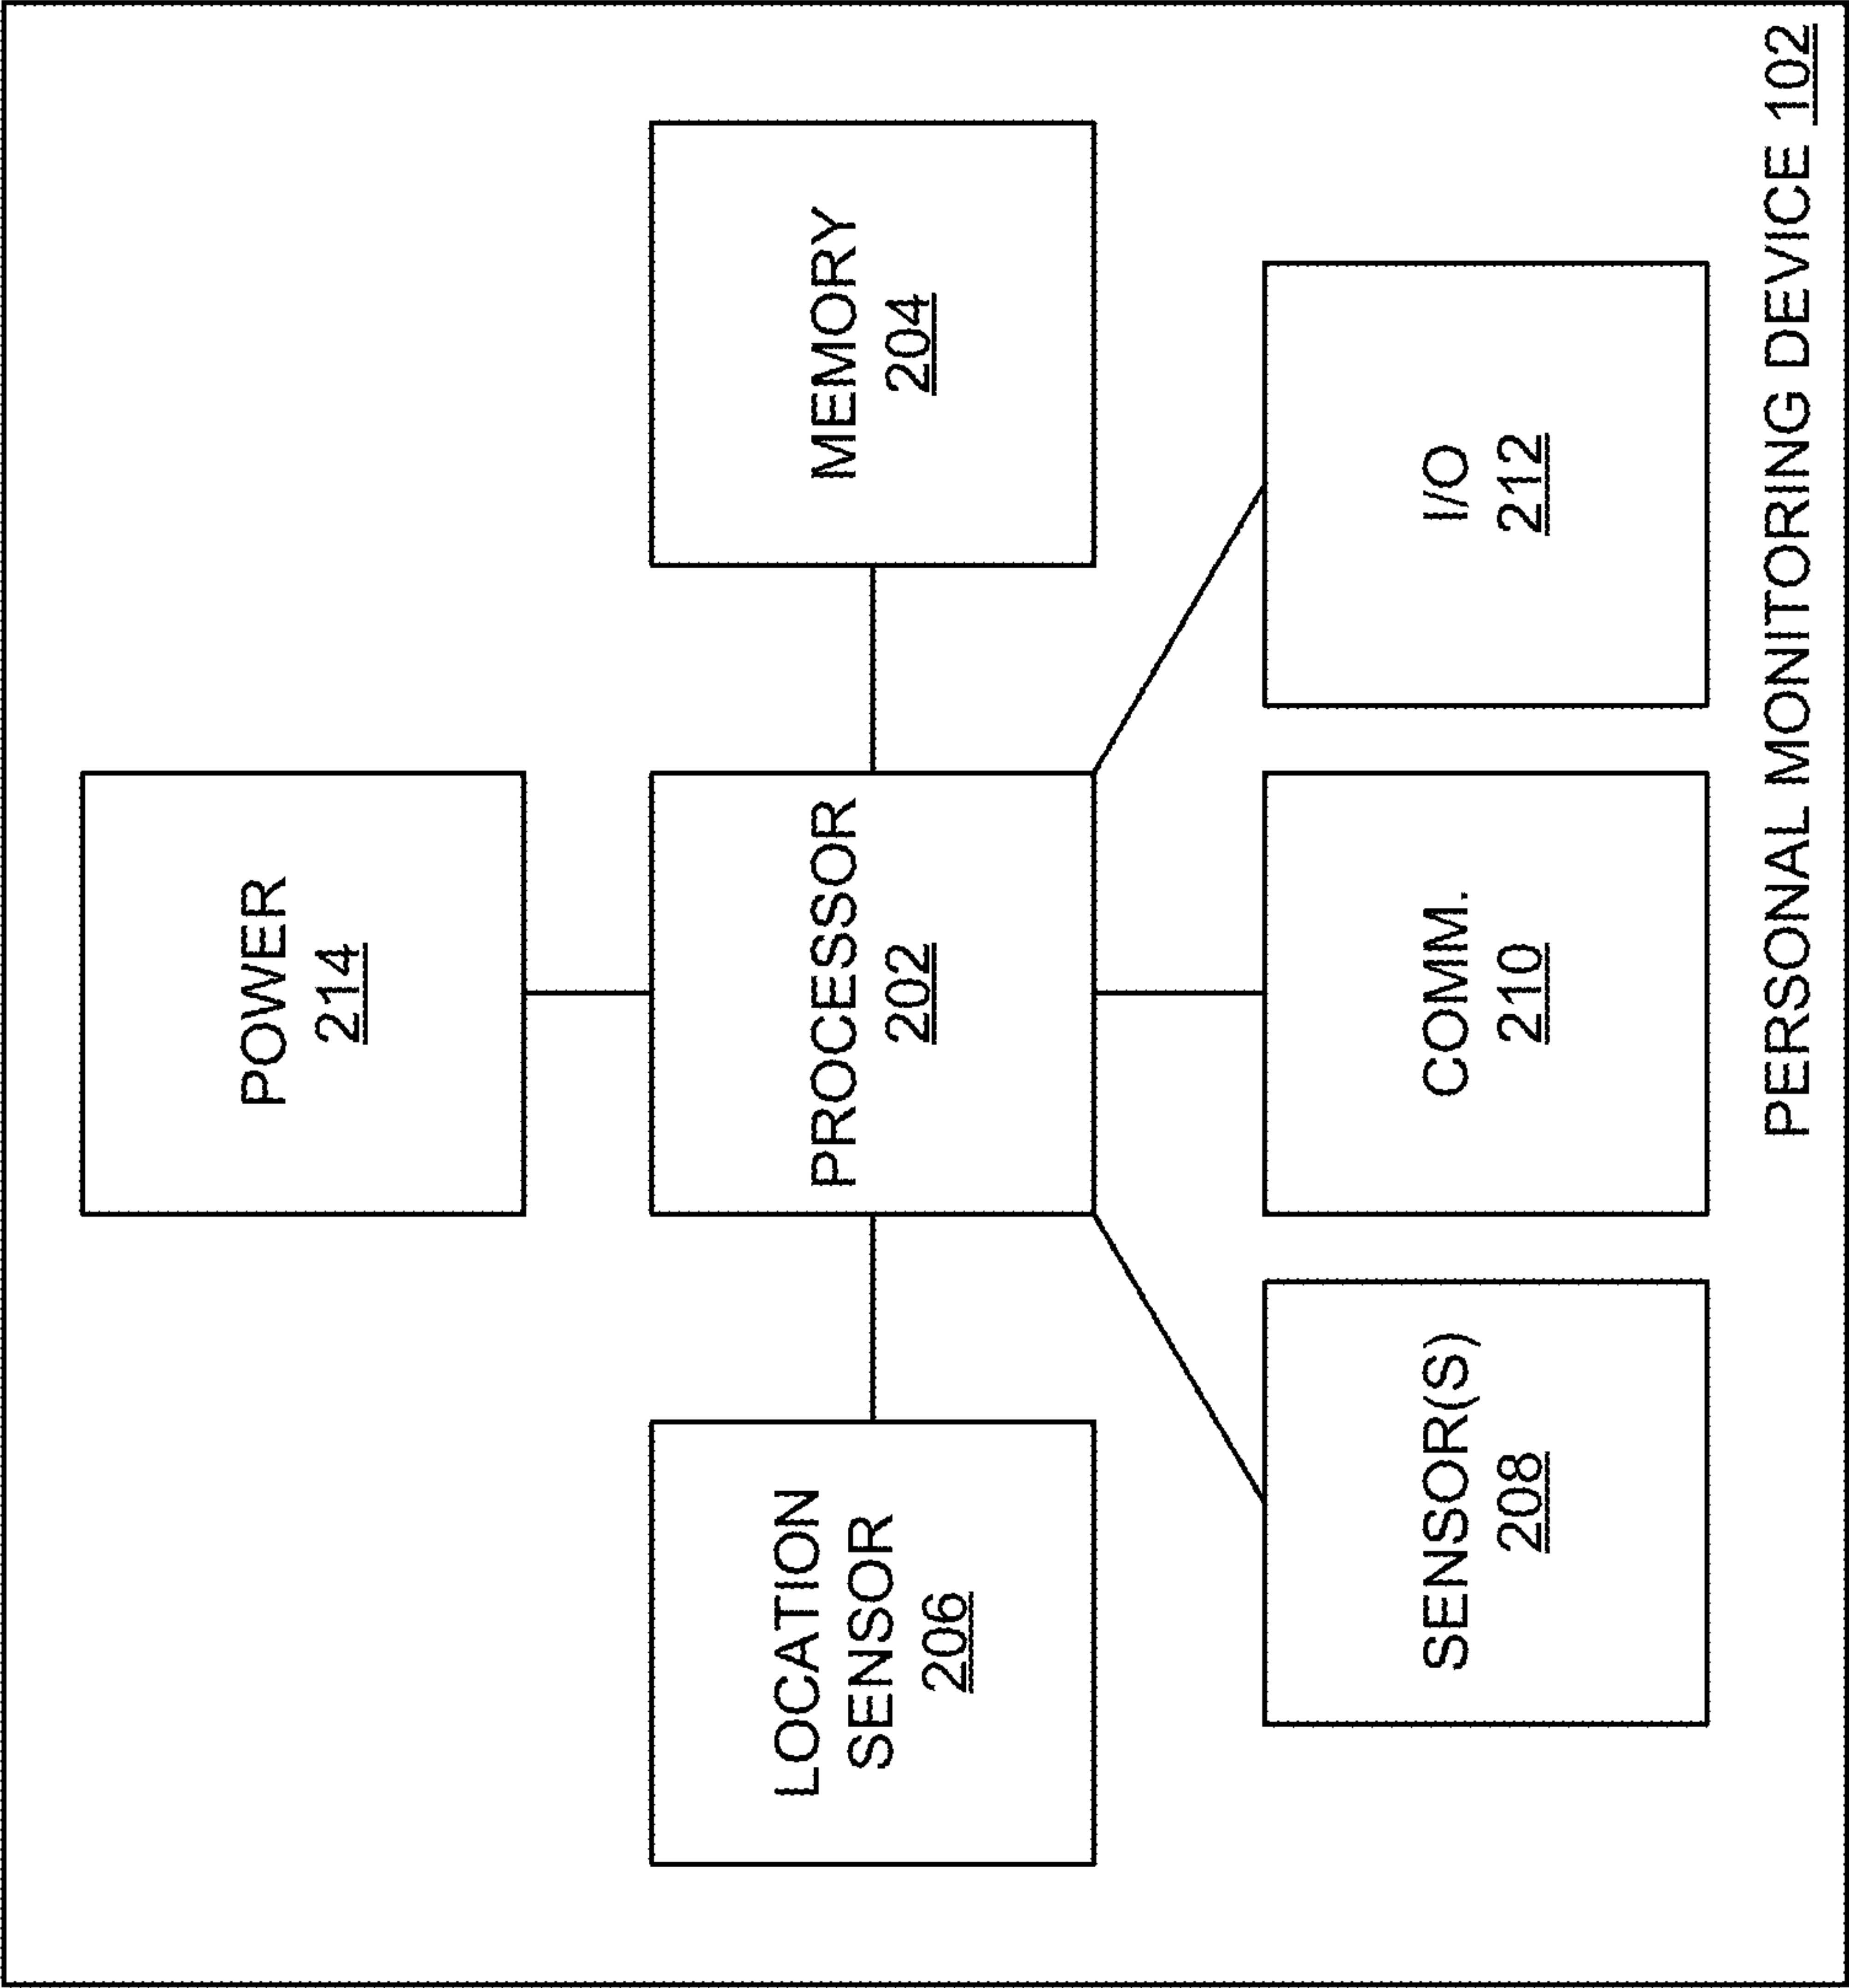 POWER
214
LOCATION
SENSOR
206
PROCESSOR
202
MEMORY
204
SENSOR(S)
208
COMM.
210
I/O
212
PERSONAL MONITORING DEVICE 102